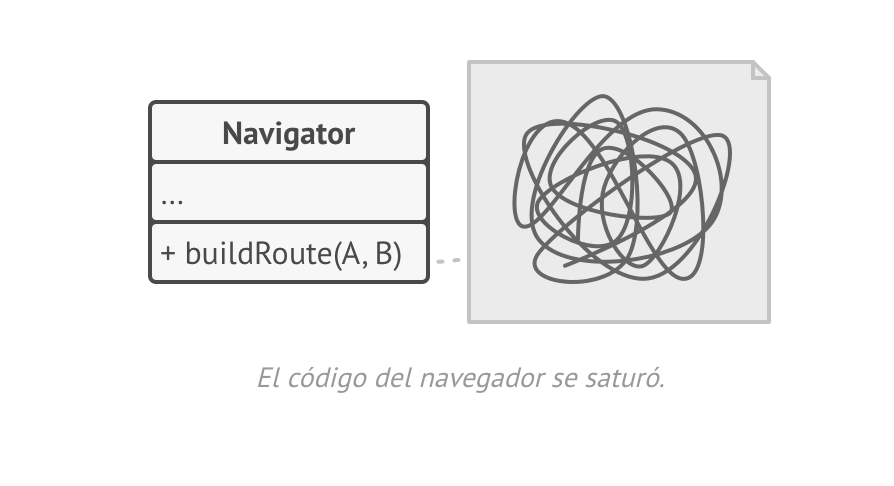 Navigator
...
+ buildRoute(A, B)
El código del navegador se saturó.